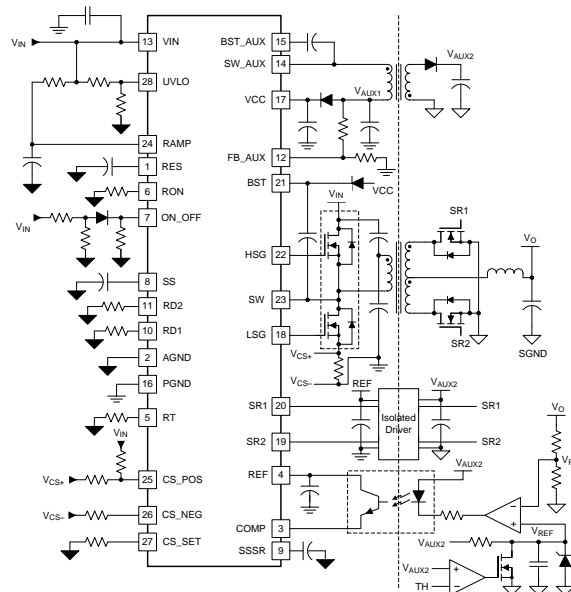 VIN 13 VIN BST_AUX 15
SW_AUX 14 VAUX2
28 UVLO
VCC 17 VAUX1
24 RAMP
FB_AUX 12
1 RES
BST 21 VCC
6 RON
VIN
VIN 7 ON_OFF
SR1
VO
HSG 22
8 SS
SW 23
11 RD2
LSG 18
10 RD1
SR2
VCS+
SGND
2 AGND
VCS–
16 PGND
REF VAUX2
5 RT
SR1 20 SR1
Isolated
Driver
VO
VIN
SR2 19 SR2
REF 4
VAUX2
VCS+ 25 CS_POS
VCS– 26 CS_NEG
COMP 3
VREF
VAUX2
27 CS_SET
SSSR 9
VAUX2
TH